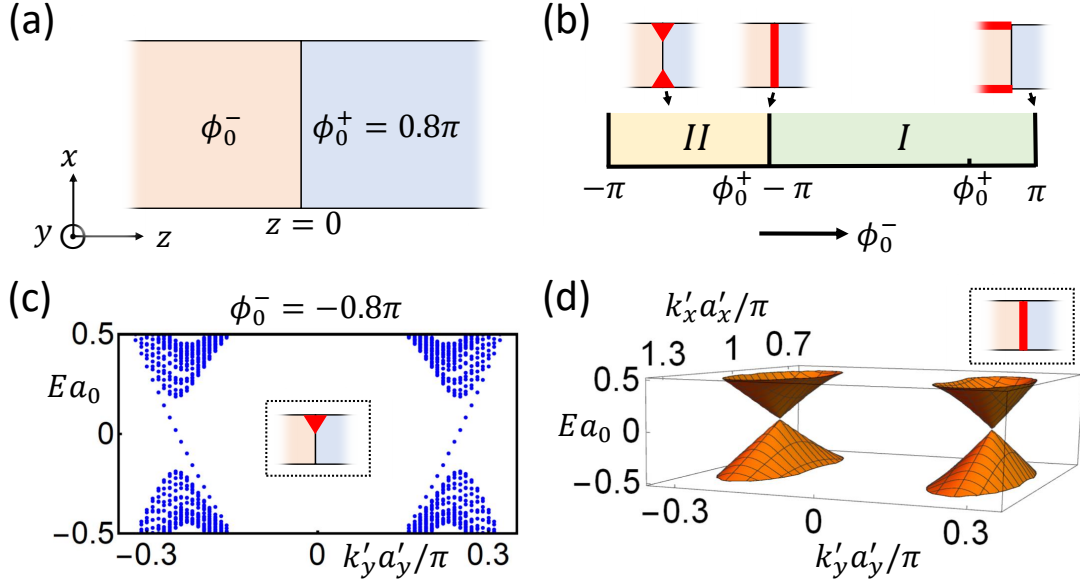 (a)
ϕ₀⁻
ϕ₀⁺ = 0.8π
x
y
z
z = 0
(b)
II
I
−π
ϕ₀⁺ − π
ϕ₀⁺
π
ϕ₀⁻
(c)
ϕ₀⁻ = −0.8π
0.5
Ea₀
0
−0.5
−0.3
0
k′ᵧa′ᵧ/π
0.3
(d)
k′ₓa′ₓ/π
1.3
1
0.7
0.5
Ea₀
0
−0.5
−0.3
0
0.3
k′ᵧa′ᵧ/π